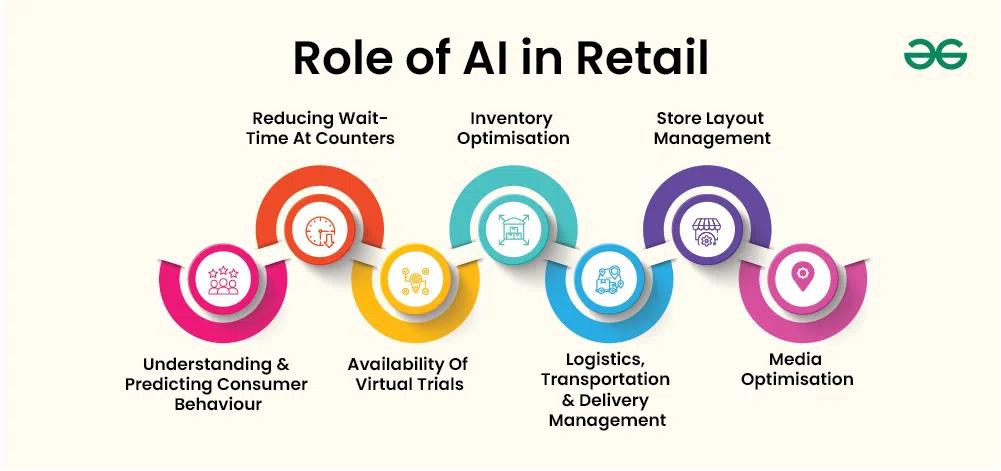 Role of AI in Retail
Reducing Wait-
Time At Counters
Inventory
Optimisation
Store Layout
Management
Understanding &
Predicting Consumer
Behaviour
Availability Of
Virtual Trials
Logistics,
Transportation
& Delivery
Management
Media
Optimisation